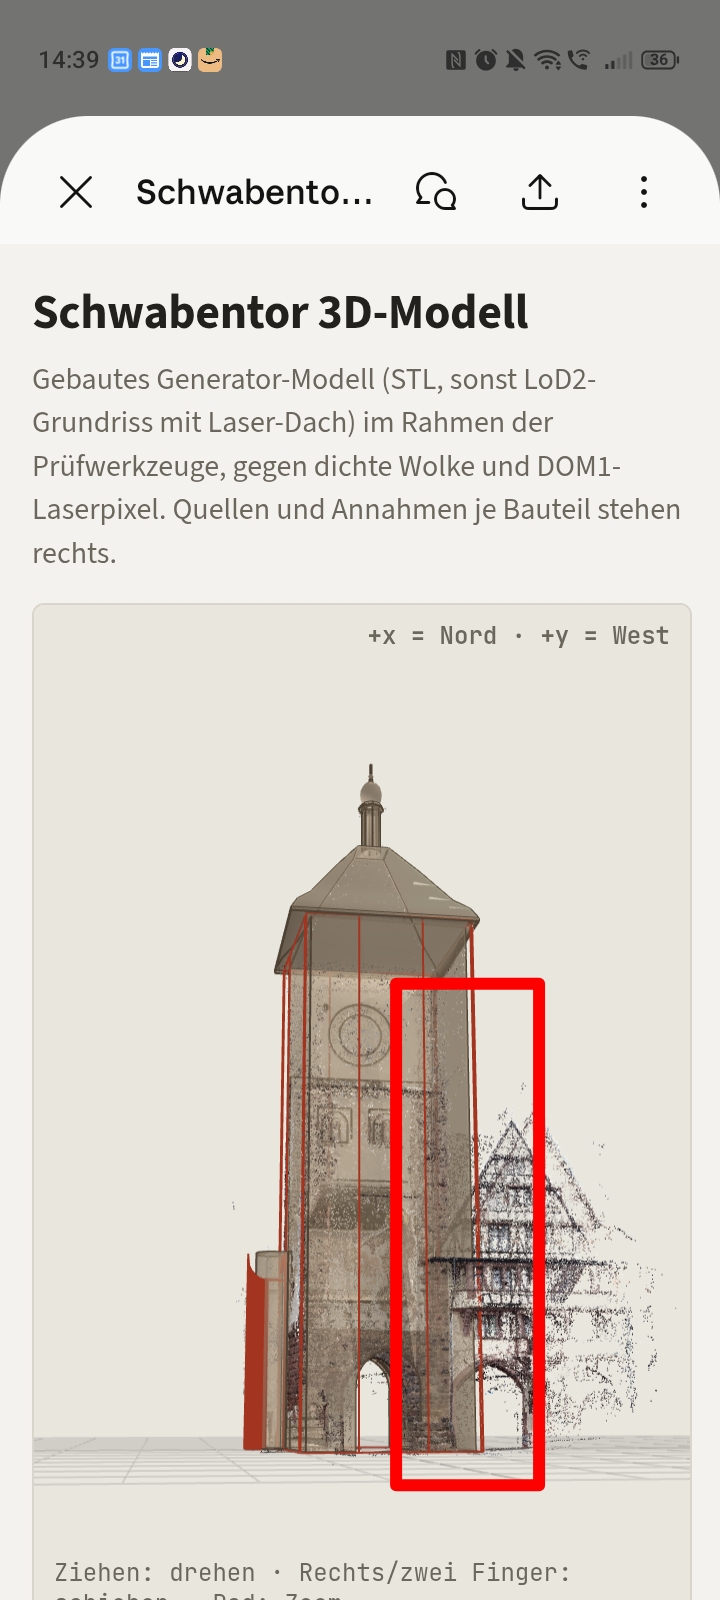 14:39
31
36
Schwabento...
Schwabentor 3D-Modell
Gebautes Generator-Modell (STL, sonst LoD2-
Grundriss mit Laser-Dach) im Rahmen der
Prüfwerkzeuge, gegen dichte Wolke und DOM1-
Laserpixel. Quellen und Annahmen je Bauteil stehen
rechts.
+x = Nord · +y = West
Ziehen: drehen · Rechts/zwei Finger: